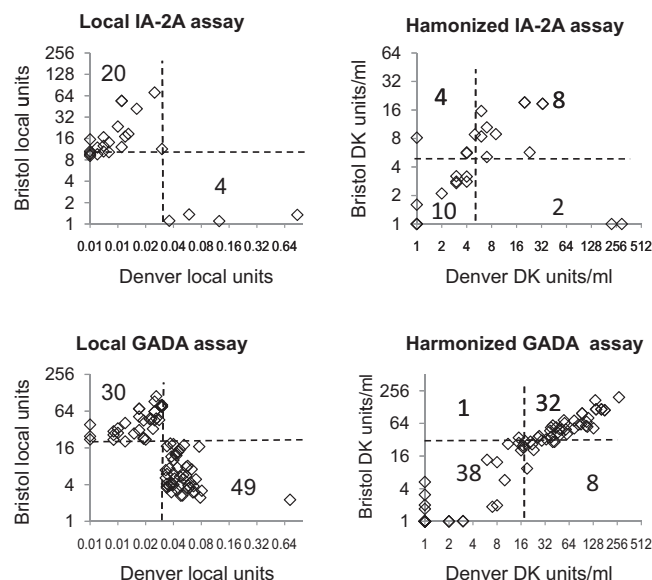 Local IA-2A assay
Bristol local units
256
128
64
32
16
8
4
2
1
20
4
0.01 0.01 0.02 0.04 0.08 0.16 0.32 0.64
Denver local units
Hamonized IA-2A assay
Bristol DK units/ml
64
32
16
8
4
2
1
4
8
10
2
1 2 4 8 16 32 64 128 256 512
Denver DK units/ml
Local GADA assay
Bristol local units
256
64
16
4
1
30
49
0.01 0.01 0.02 0.04 0.08 0.16 0.32 0.64
Denver local units
Harmonized GADA assay
Bristol DK units/ml
256
64
16
4
1
1
32
38
8
1 2 4 8 16 32 64 128 256 512
Denver DK units/ml